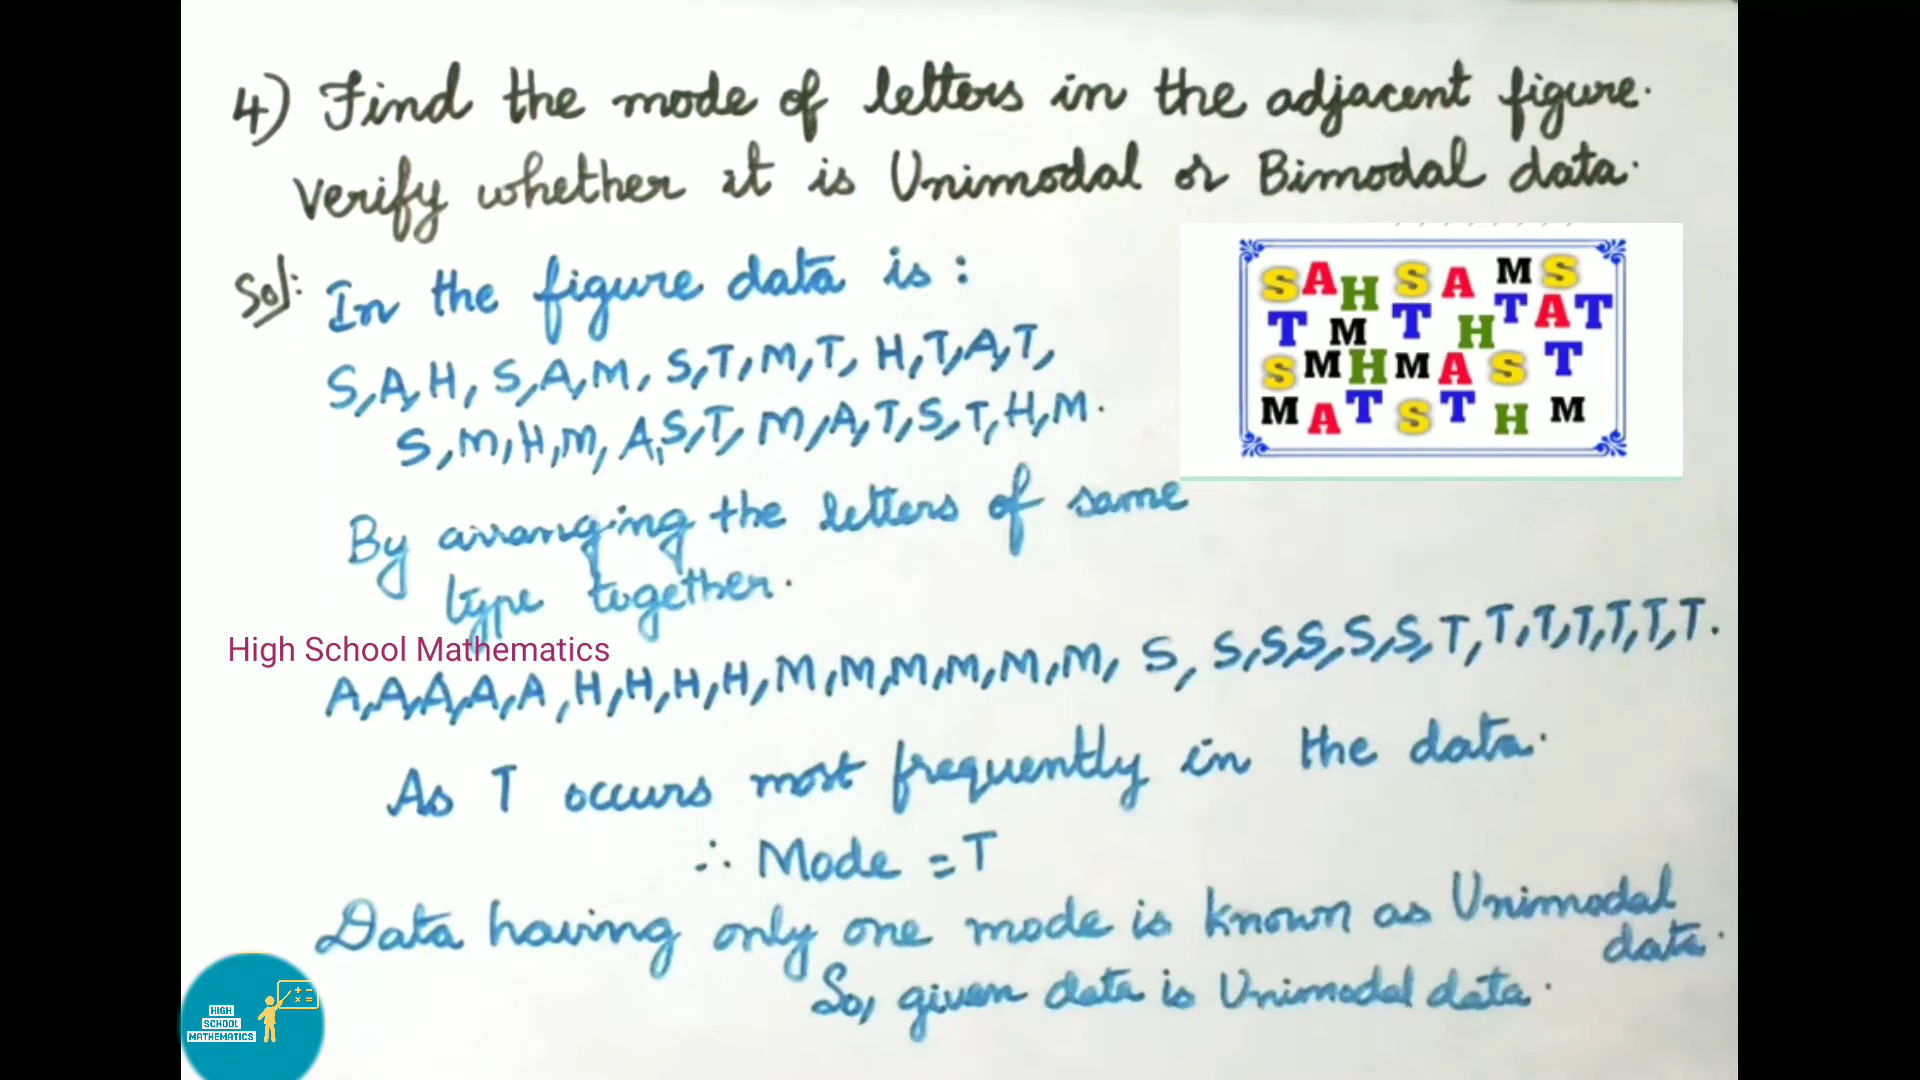 4) Find the mode of letters in the adjacent figure.
Verify whether it is Unimodal or Bimodal data.
Sol: In the figure data is :
S, A, H, S, A, M, S, T, M, T, H, T, A, T,
S, M, H, M, A, S, T, M, A, T, S, T, H, M.
S A H S A M S
T M T H T A T
S M H M A S T
M A T S T H M
By arranging the letters of same
type together.
High School Mathematics
A, A, A, A, A, H, H, H, H, M, M, M, M, M, M, S, S, S, S, S, S, T, T, T, T, T, T, T.
As T occurs most frequently in the data.
∴ Mode = T
Data having only one mode is known as Unimodal
data.
So, given data is Unimodal data.
HIGH
SCHOOL
MATHEMATICS